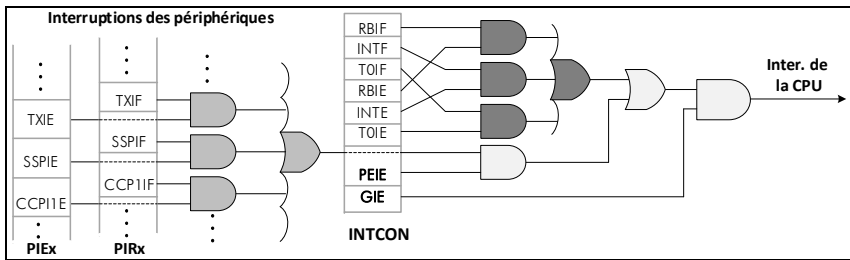 Interruptions des périphériques
TXIE
SSPIE
CCPI1E
PIEx
TXIF
SSPIF
CCP1IF
PIRx
RBIF
INTF
T0IF
RBIE
INTE
T0IE
PEIE
GIE
INTCON
Inter. de
la CPU